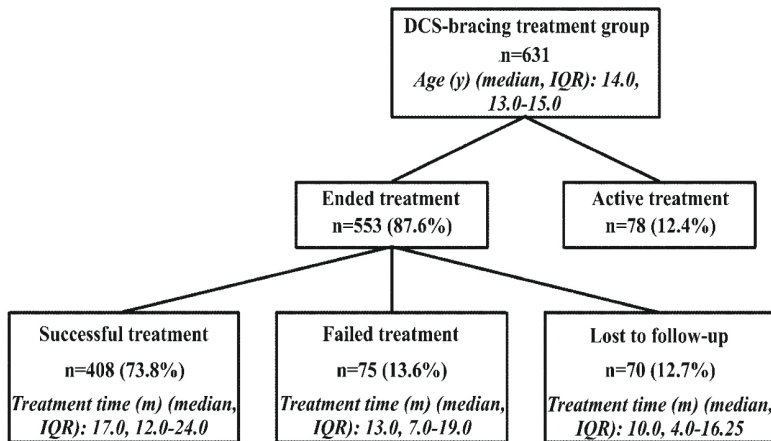 DCS-bracing treatment group
n=631
Age (y) (median, IQR): 14.0,
13.0-15.0
Ended treatment
n=553 (87.6%)
Active treatment
n=78 (12.4%)
Successful treatment
n=408 (73.8%)
Treatment time (m) (median,
IQR): 17.0, 12.0-24.0
Failed treatment
n=75 (13.6%)
Treatment time (m) (median,
IQR): 13.0, 7.0-19.0
Lost to follow-up
n=70 (12.7%)
Treatment time (m) (median,
IQR): 10.0, 4.0-16.25